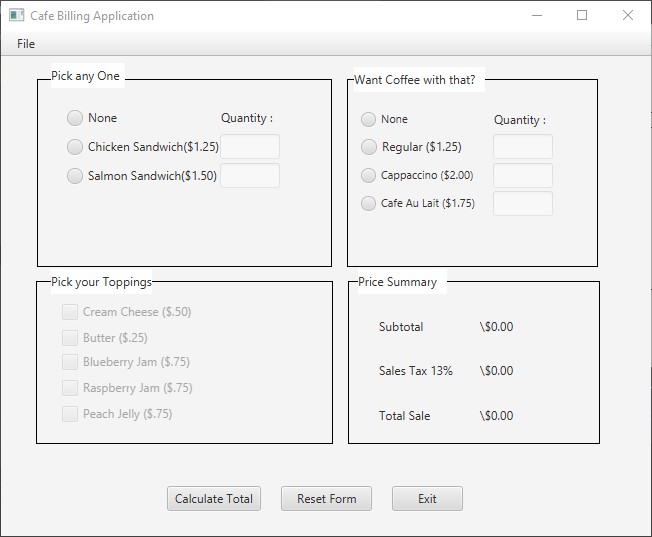 Cafe Billing Application
File
Pick any One
None
Quantity :
Chicken Sandwich($1.25)
Salmon Sandwich($1.50)
Want Coffee with that?
None
Quantity :
Regular ($1.25)
Cappaccino ($2.00)
Cafe Au Lait ($1.75)
Pick your Toppings
Cream Cheese ($.50)
Butter ($.25)
Blueberry Jam ($.75)
Raspberry Jam ($.75)
Peach Jelly ($.75)
Price Summary
Subtotal \$0.00
Sales Tax 13% \$0.00
Total Sale \$0.00
Calculate Total Reset Form Exit